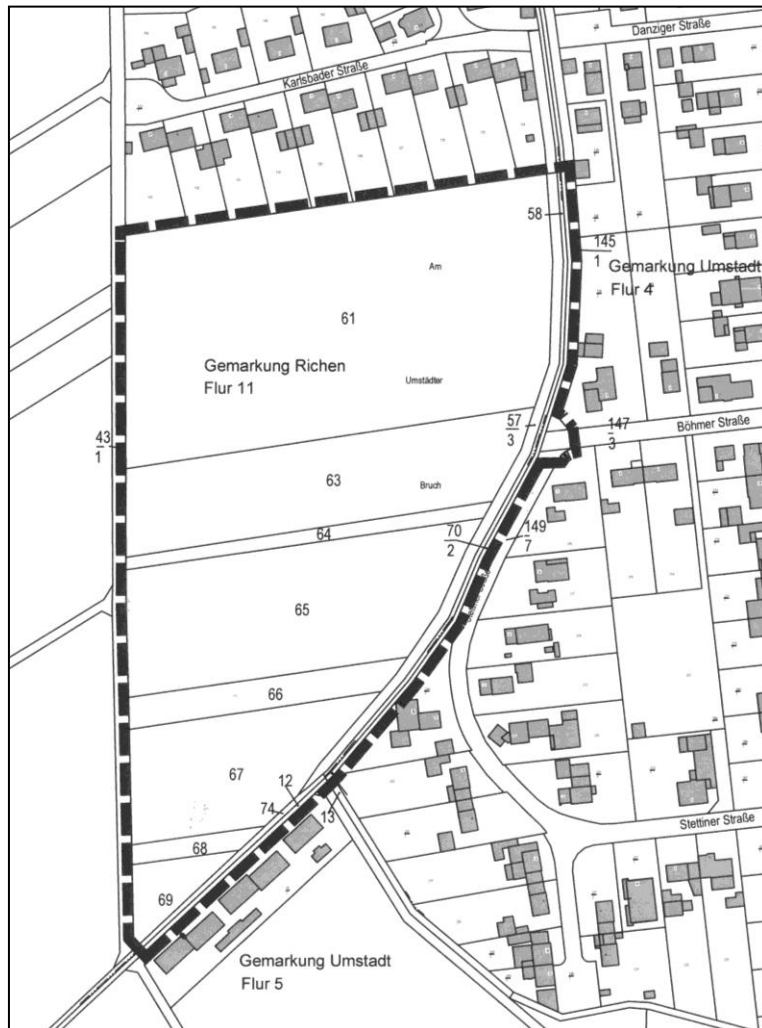 Danziger Straße
Karlsbader Straße
58
145
1
Gemarkung Umstadt
Flur 4
Am
61
Gemarkung Richen
Flur 11
Umstädter
57
3
147
3
Böhmer Straße
43
1
63
Bruch
64
70
2
149
7
65
66
67
12
74
13
68
Stettiner Straße
69
Gemarkung Umstadt
Flur 5